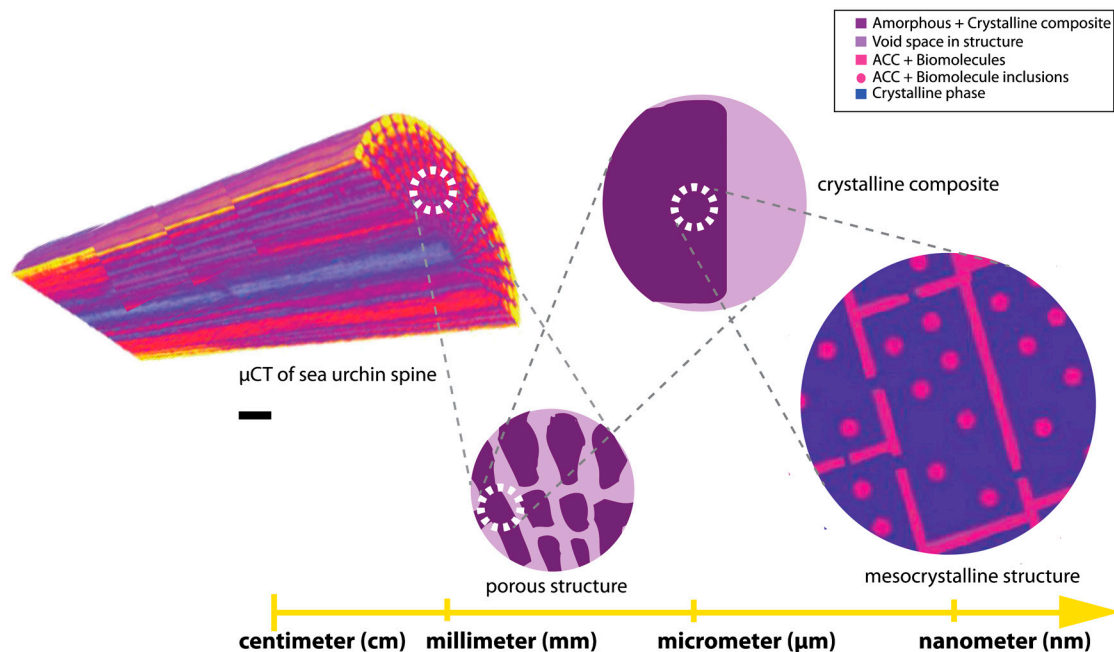 Amorphous + Crystalline composite
Void space in structure
ACC + Biomolecules
ACC + Biomolecule inclusions
Crystalline phase
crystalline composite
µCT of sea urchin spine
porous structure
mesocrystalline structure
centimeter (cm)
millimeter (mm)
micrometer (µm)
nanometer (nm)